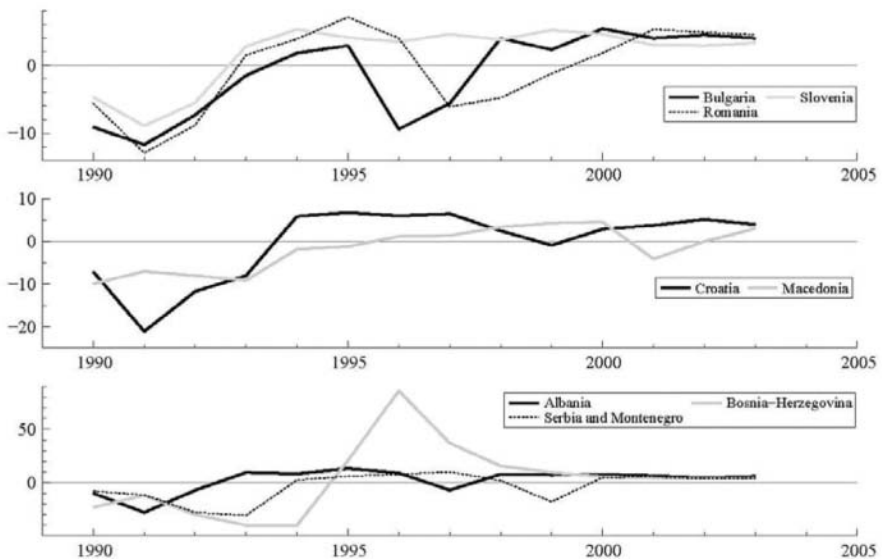 0
−10
Bulgaria Slovenia
Romania
1990 1995 2000 2005
10
0
−10
−20
Croatia Macedonia
1990 1995 2000 2005
Albania Bosnia−Herzegovina
Serbia and Montenegro
50
0
1990 1995 2000 2005